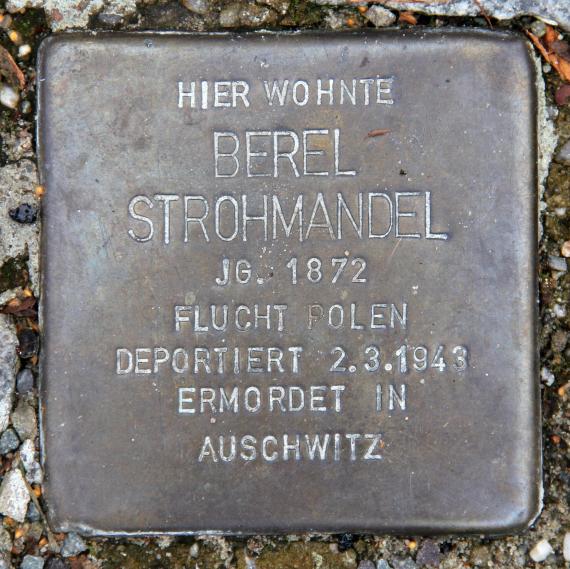 HIER WOHNTE
BEREL
STROHMANDEL
JG. 1872
FLUCHT POLEN
DEPORTIERT 2.3.1943
ERMORDET IN
AUSCHWITZ